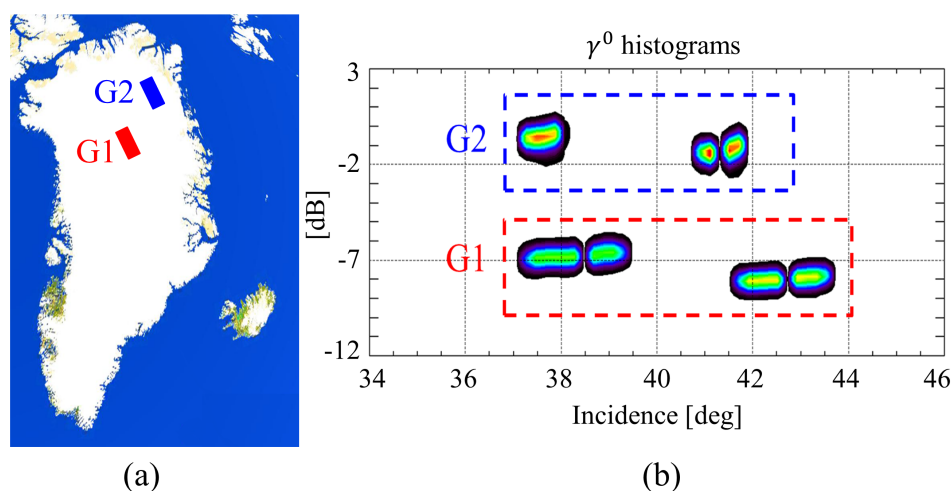 G2
G1
(a)
γ⁰ histograms
3
-2
-7
-12
[dB]
G2
G1
34
36
38
40
42
44
46
Incidence [deg]
(b)